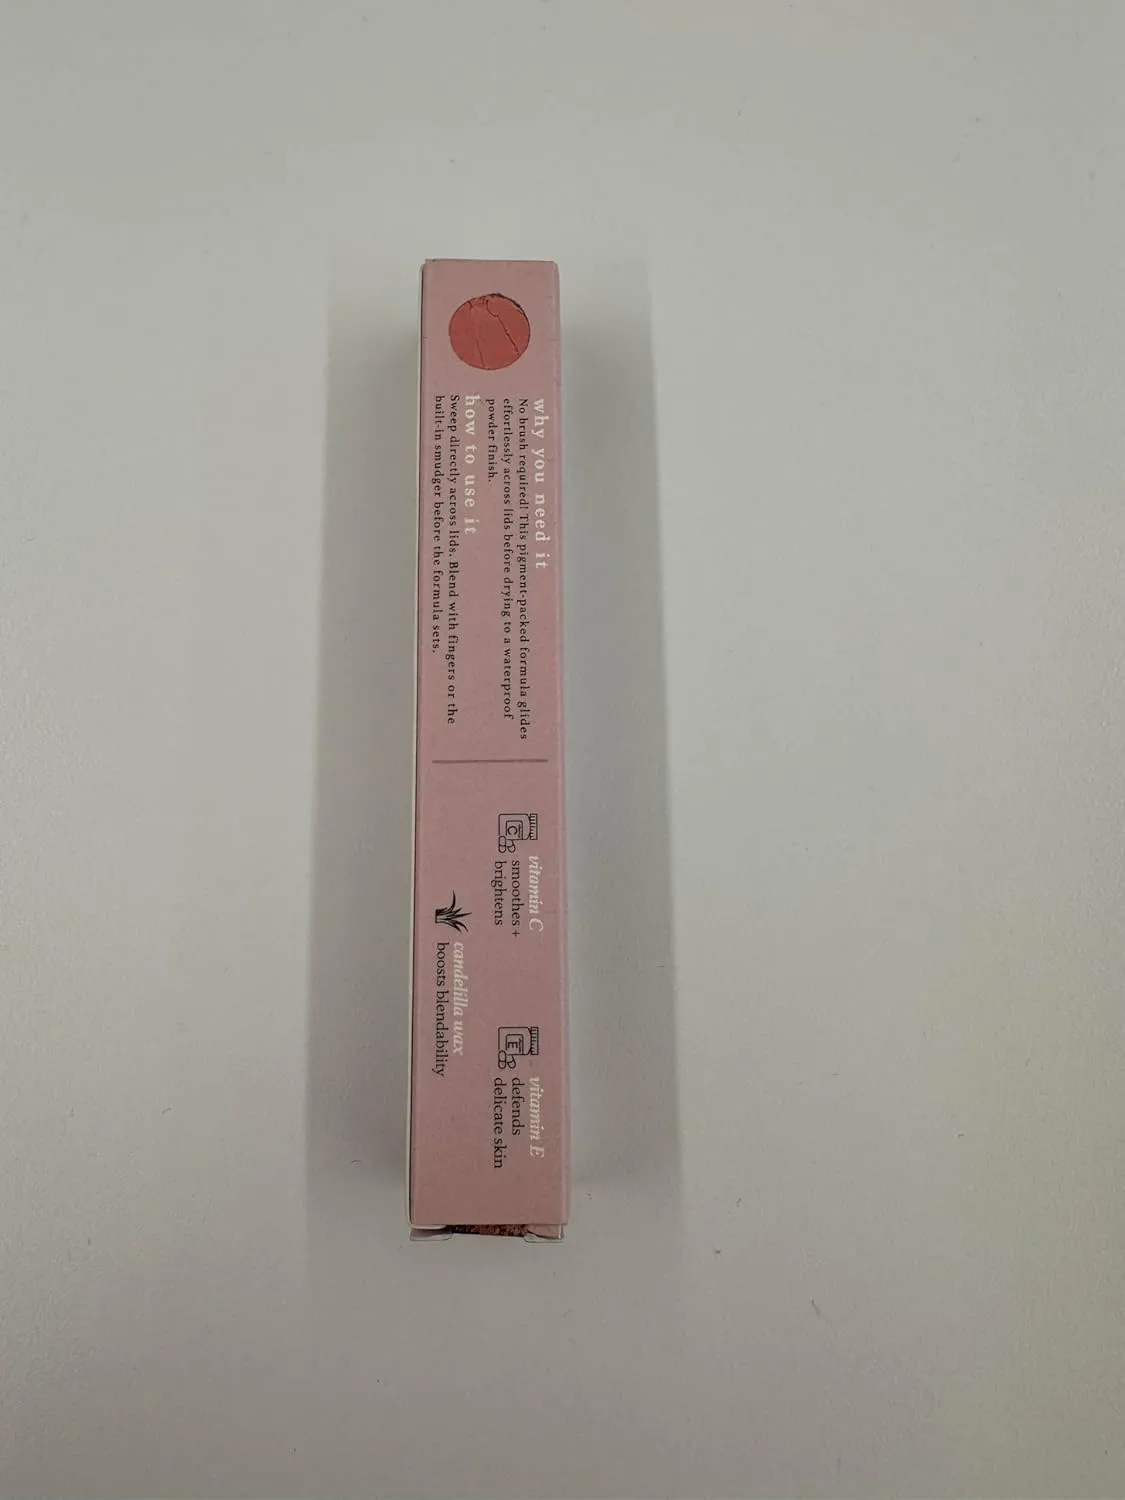 why you need it
No brush required! This pigment-packed formula glides
effortlessly across lids before drying to a waterproof
powder finish.
how to use it
Sweep directly across lids. Blend with fingers or the
built-in smudger before the formula sets.
C
vitamin C
smoothes +
brightens
E
vitamin E
defends
delicate skin
candelilla wax
boosts blendability